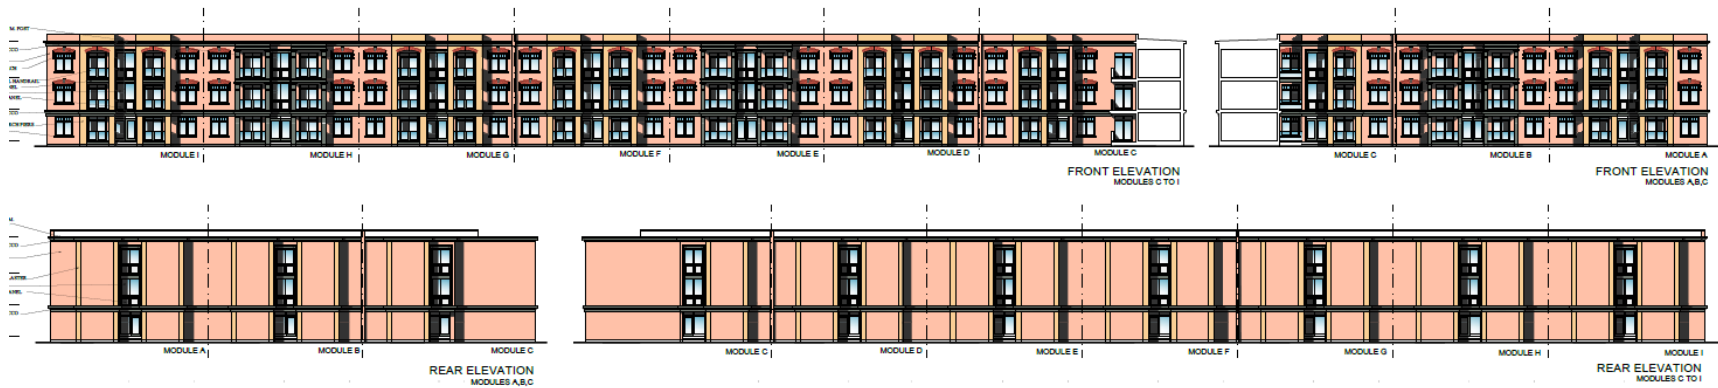 M. POST
MODULE I
MODULE H
MODULE G
MODULE F
MODULE E
MODULE D
MODULE C
FRONT ELEVATION
MODULES C TO I
MODULE C
MODULE B
MODULE A
FRONT ELEVATION
MODULES A,B,C
MODULE A
MODULE B
MODULE C
REAR ELEVATION
MODULES A,B,C
MODULE C
MODULE D
MODULE E
MODULE F
MODULE G
MODULE H
MODULE I
REAR ELEVATION
MODULES C TO I